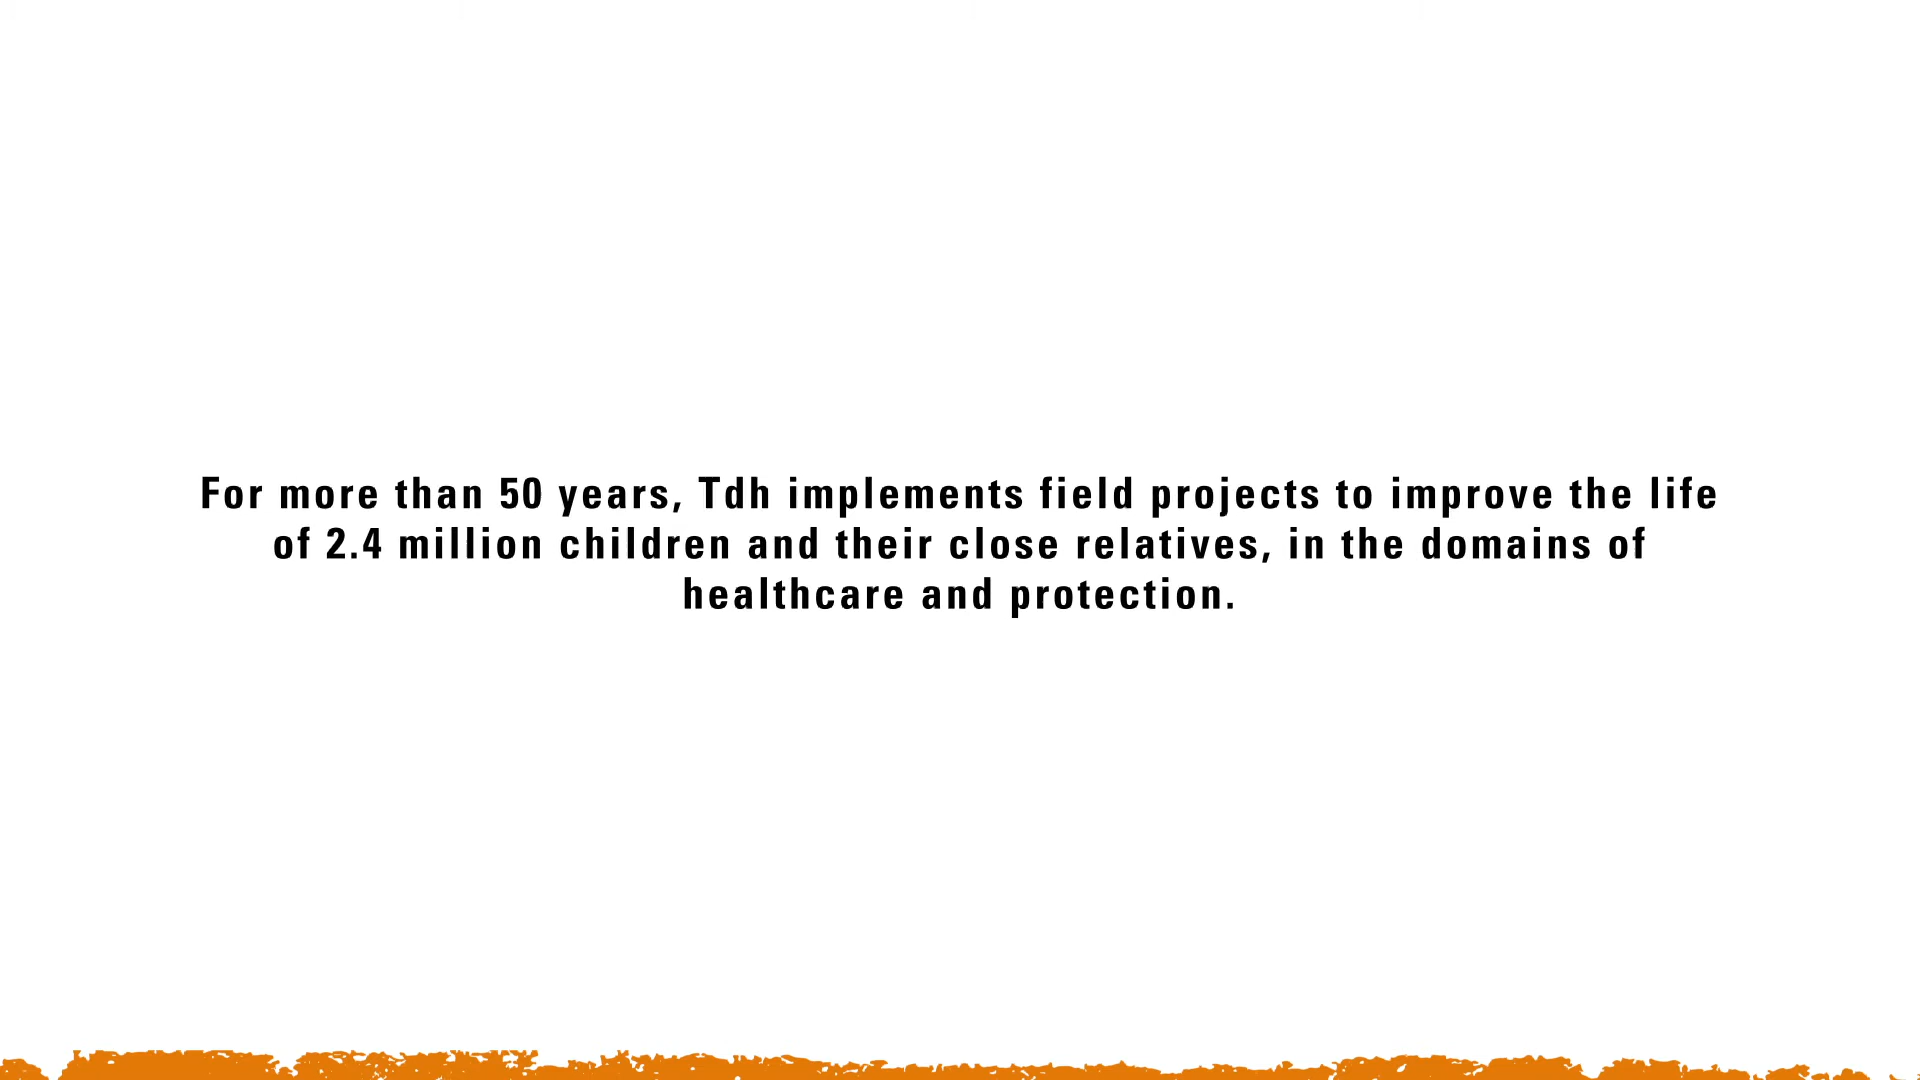 For more than 50 years, Tdh implements field projects to improve the life
of 2.4 million children and their close relatives, in the domains of
healthcare and protection.